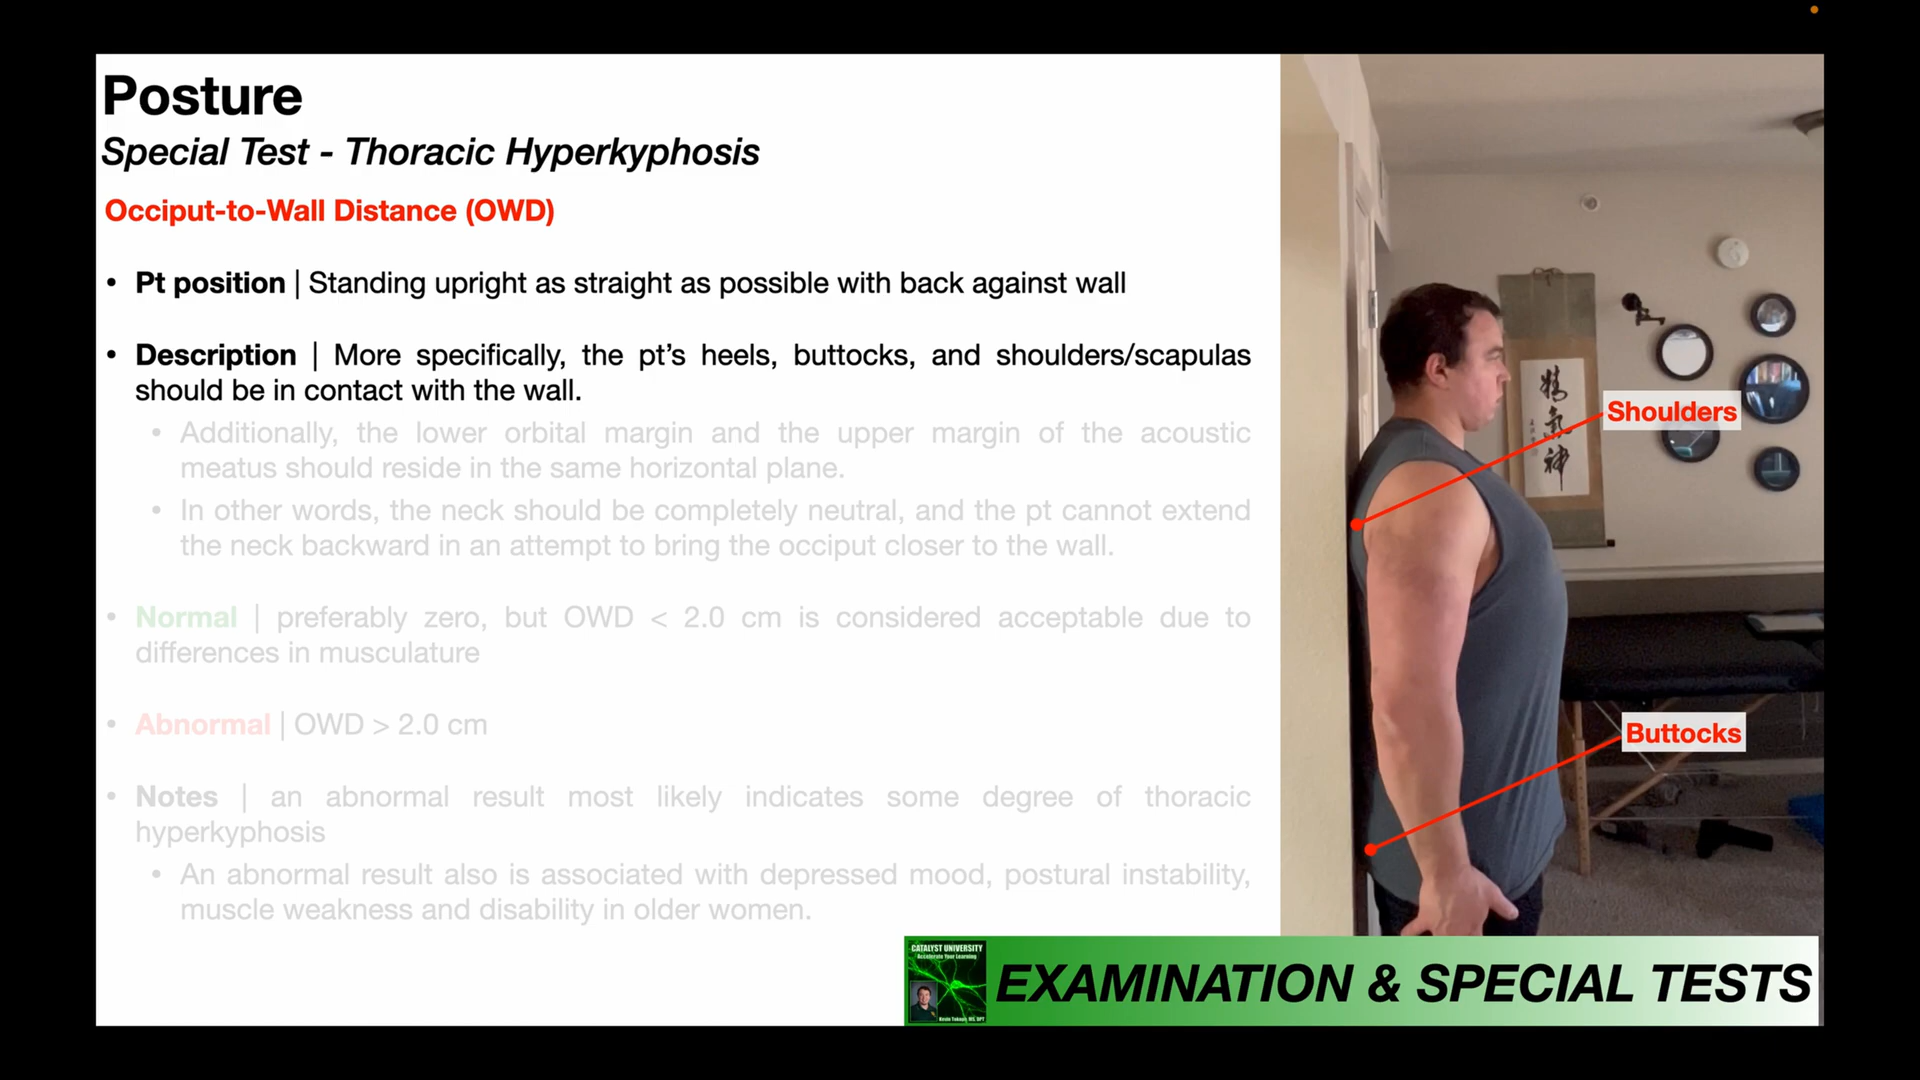 Posture
Special Test - Thoracic Hyperkyphosis
Occiput-to-Wall Distance (OWD)
• Pt position | Standing upright as straight as possible with back against wall
• Description | More specifically, the pt’s heels, buttocks, and shoulders/scapulas
should be in contact with the wall.
• Additionally, the lower orbital margin and the upper margin of the acoustic
meatus should reside in the same horizontal plane.
• In other words, the neck should be completely neutral, and the pt cannot extend
the neck backward in an attempt to bring the occiput closer to the wall.
• Normal | preferably zero, but OWD < 2.0 cm is considered acceptable due to
differences in musculature
• Abnormal | OWD > 2.0 cm
• Notes | an abnormal result most likely indicates some degree of thoracic
hyperkyphosis
• An abnormal result also is associated with depressed mood, postural instability,
muscle weakness and disability in older women.
精
氣
神
Shoulders
Buttocks
CATALYST UNIVERSITY
Accelerate Your Learning
EXAMINATION & SPECIAL TESTS